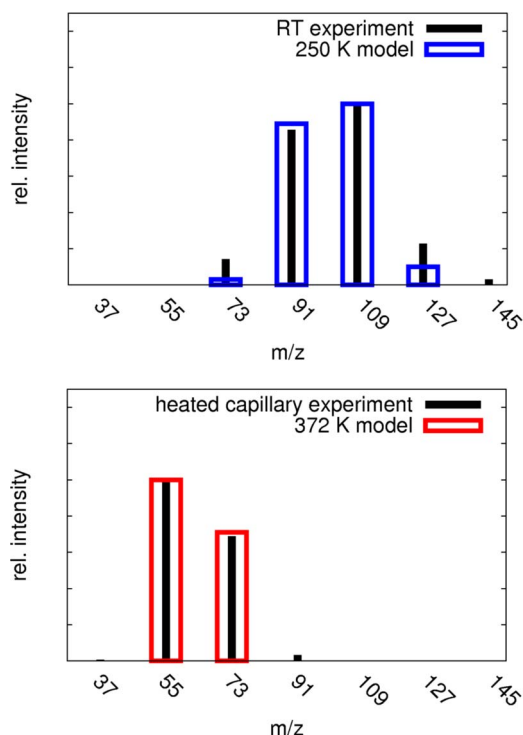 RT experiment
250 K model
rel. intensity
37 55 73 91 109 127 145
m/z
heated capillary experiment
372 K model
rel. intensity
37 55 73 91 109 127 145
m/z